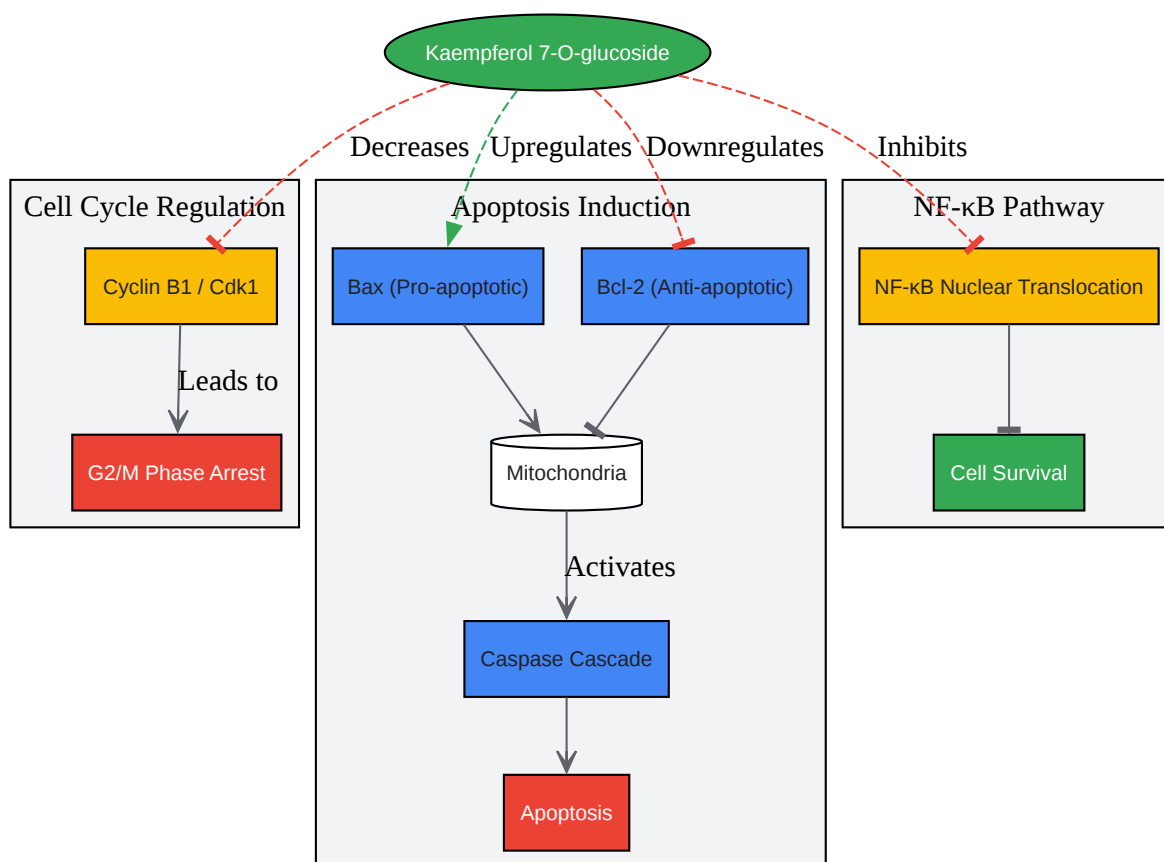 Kaempferol 7-O-glucoside
Decreases
Upregulates
Downregulates
Inhibits
Cell Cycle Regulation
Apoptosis Induction
NF-κB Pathway
Cyclin B1 / Cdk1
Bax (Pro-apoptotic)
Bcl-2 (Anti-apoptotic)
NF-κB Nuclear Translocation
Leads to
G2/M Phase Arrest
Mitochondria
Cell Survival
Activates
Caspase Cascade
Apoptosis